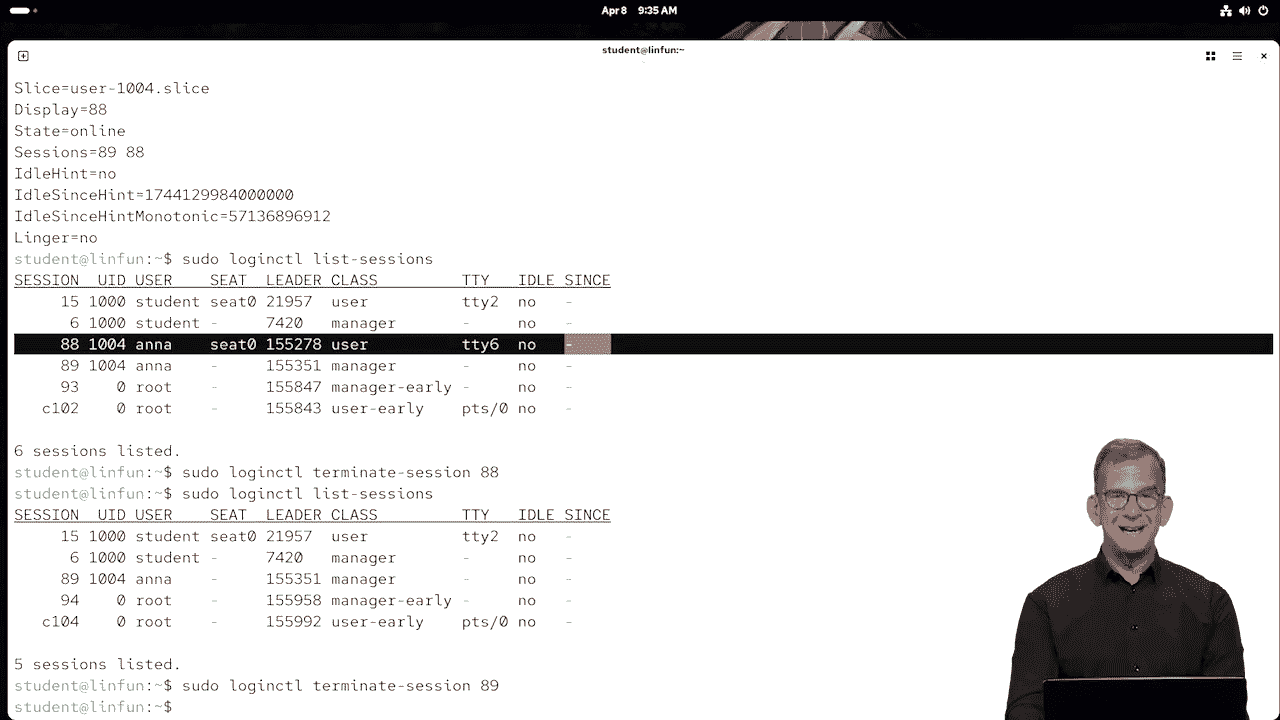 Apr 8 9:35 AM
student@linfun:~
Slice=user-1004.slice
Display=88
State=online
Sessions=89 88
IdleHint=no
IdleSinceHint=1744129984000000
IdleSinceHintMonotonic=57136896912
Linger=no
student@linfun:~$ sudo loginctl list-sessions
SESSION UID USER SEAT LEADER CLASS TTY IDLE SINCE
15 1000 student seat0 21957 user tty2 no -
6 1000 student - 7420 manager - no -
88 1004 anna seat0 155278 user tty6 no -
89 1004 anna - 155351 manager - no -
93 0 root - 155847 manager-early - no -
c102 0 root - 155843 user-early pts/0 no -
6 sessions listed.
student@linfun:~$ sudo loginctl terminate-session 88
student@linfun:~$ sudo loginctl list-sessions
SESSION UID USER SEAT LEADER CLASS TTY IDLE SINCE
15 1000 student seat0 21957 user tty2 no -
6 1000 student - 7420 manager - no -
89 1004 anna - 155351 manager - no -
94 0 root - 155958 manager-early - no -
c104 0 root - 155992 user-early pts/0 no -
5 sessions listed.
student@linfun:~$ sudo loginctl terminate-session 89
student@linfun:~$